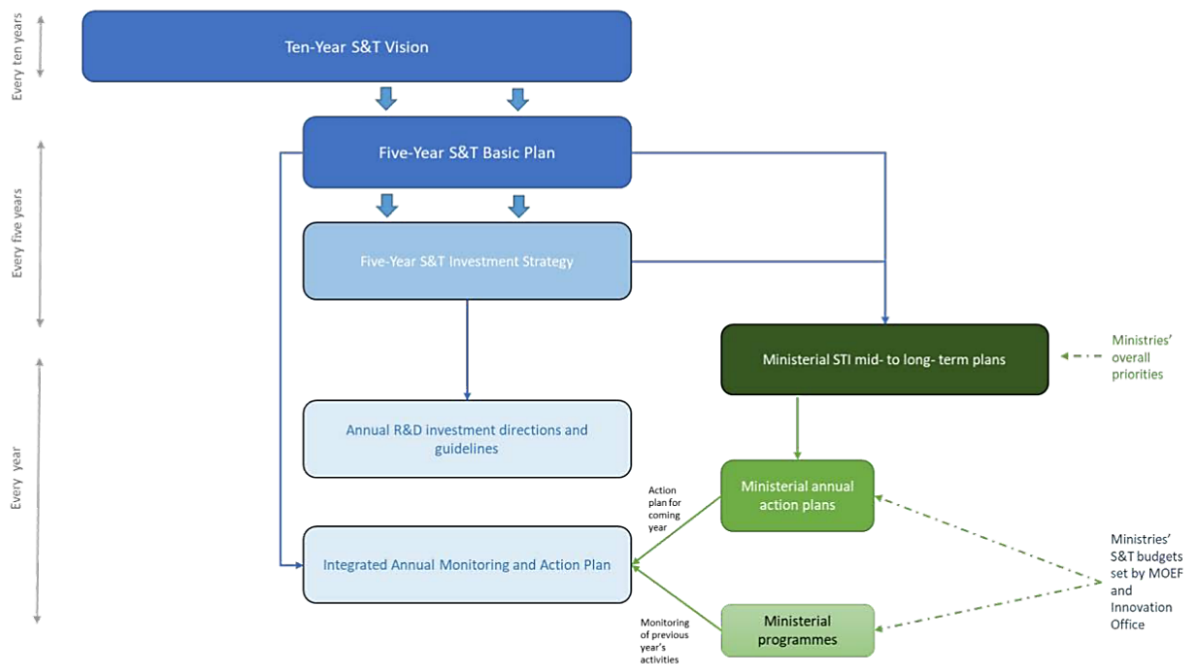 Every ten years
Ten-Year S&T Vision
Every five years
Five-Year S&T Basic Plan
Five-Year S&T Investment Strategy
Ministerial STI mid- to long- term plans
Ministries’
overall
priorities
Every year
Annual R&D investment directions and
guidelines
Action
plan for
coming
year
Ministerial annual
action plans
Integrated Annual Monitoring and Action Plan
Ministries’
S&T budgets
set by MOEF
and
Innovation
Office
Monitoring
of previous
year’s
activities
Ministerial
programmes